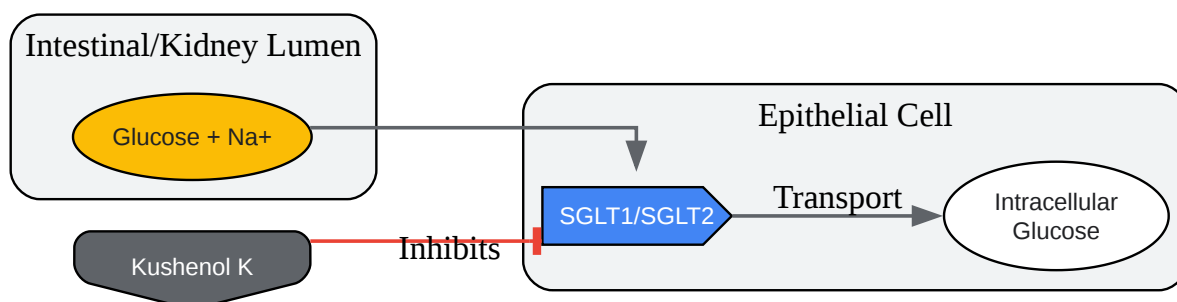 Intestinal/Kidney Lumen
Glucose + Na+
Epithelial Cell
SGLT1/SGLT2
Transport
Intracellular
Glucose
Inhibits
Kushenol K